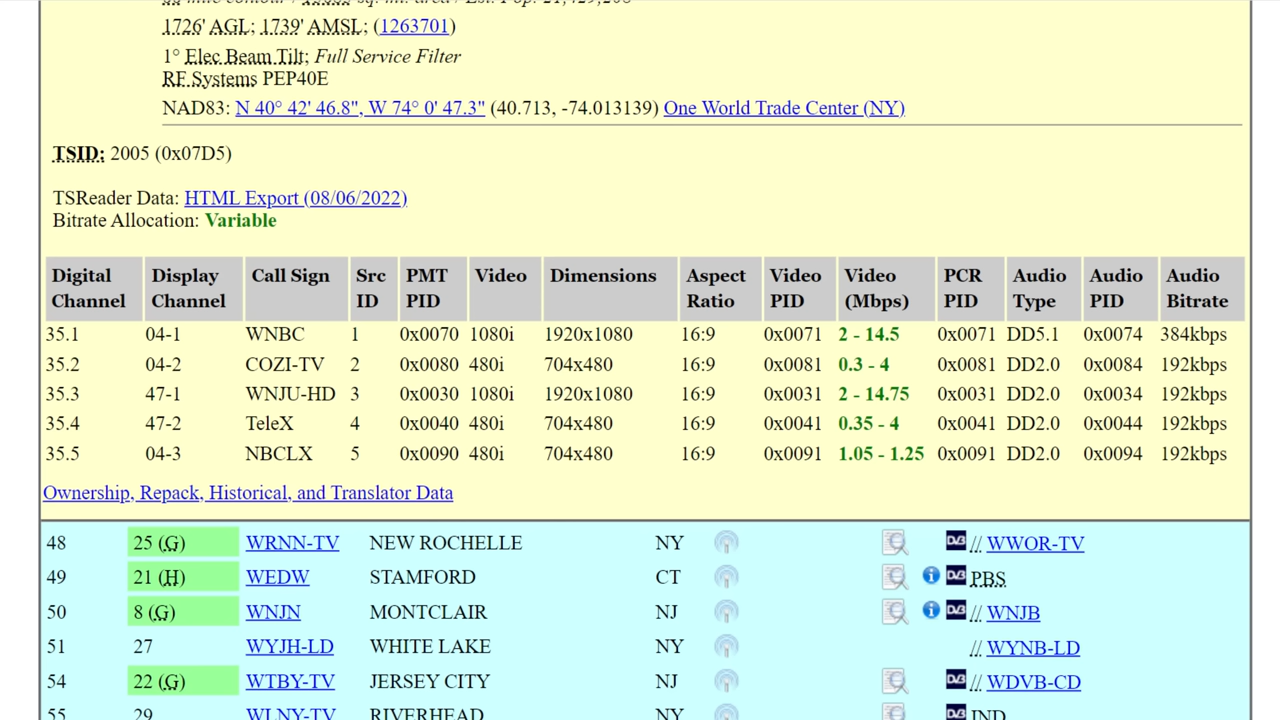 1726' AGL; 1739' AMSL; (1263701)
1° Elec Beam Tilt; Full Service Filter
RF Systems PEP40E
NAD83: N 40° 42' 46.8", W 74° 0' 47.3" (40.713, -74.013139) One World Trade Center (NY)
TSID: 2005 (0x07D5)
TSReader Data: HTML Export (08/06/2022)
Bitrate Allocation: Variable
Digital Channel Display Channel Call Sign Src ID PMT PID Video Dimensions Aspect Ratio Video PID Video (Mbps) PCR PID Audio Type Audio PID Audio Bitrate
35.1 04-1 WNBC 1 0x0070 1080i 1920x1080 16:9 0x0071 2 - 14.5 0x0071 DD5.1 0x0074 384kbps
35.2 04-2 COZI-TV 2 0x0080 480i 704x480 16:9 0x0081 0.3 - 4 0x0081 DD2.0 0x0084 192kbps
35.3 47-1 WNJU-HD 3 0x0030 1080i 1920x1080 16:9 0x0031 2 - 14.75 0x0031 DD2.0 0x0034 192kbps
35.4 47-2 TeleX 4 0x0040 480i 704x480 16:9 0x0041 0.35 - 4 0x0041 DD2.0 0x0044 192kbps
35.5 04-3 NBCLX 5 0x0090 480i 704x480 16:9 0x0091 1.05 - 1.25 0x0091 DD2.0 0x0094 192kbps
Ownership, Repack, Historical, and Translator Data
48 25 (G) WRNN-TV NEW ROCHELLE NY DVB // WWOR-TV
49 21 (H) WEDW STAMFORD CT i DVB PBS
50 8 (G) WNJN MONTCLAIR NJ i DVB // WNJB
51 27 WYJH-LD WHITE LAKE NY // WYNB-LD
54 22 (G) WTBY-TV JERSEY CITY NJ DVB // WDVB-CD
55 29 WLNY-TV RIVERHEAD NY DVB IND